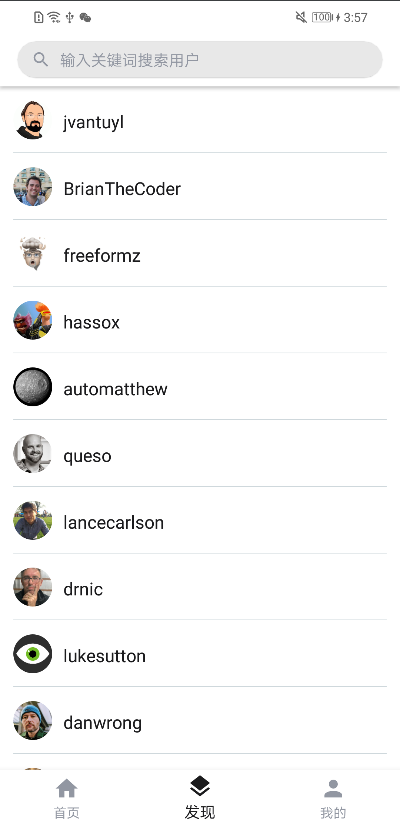 100
3:57
输入关键词搜索用户
jvantuyl
BrianTheCoder
freeformz
hassox
automatthew
queso
lancecarlson
drnic
lukesutton
danwrong
首页 发现 我的